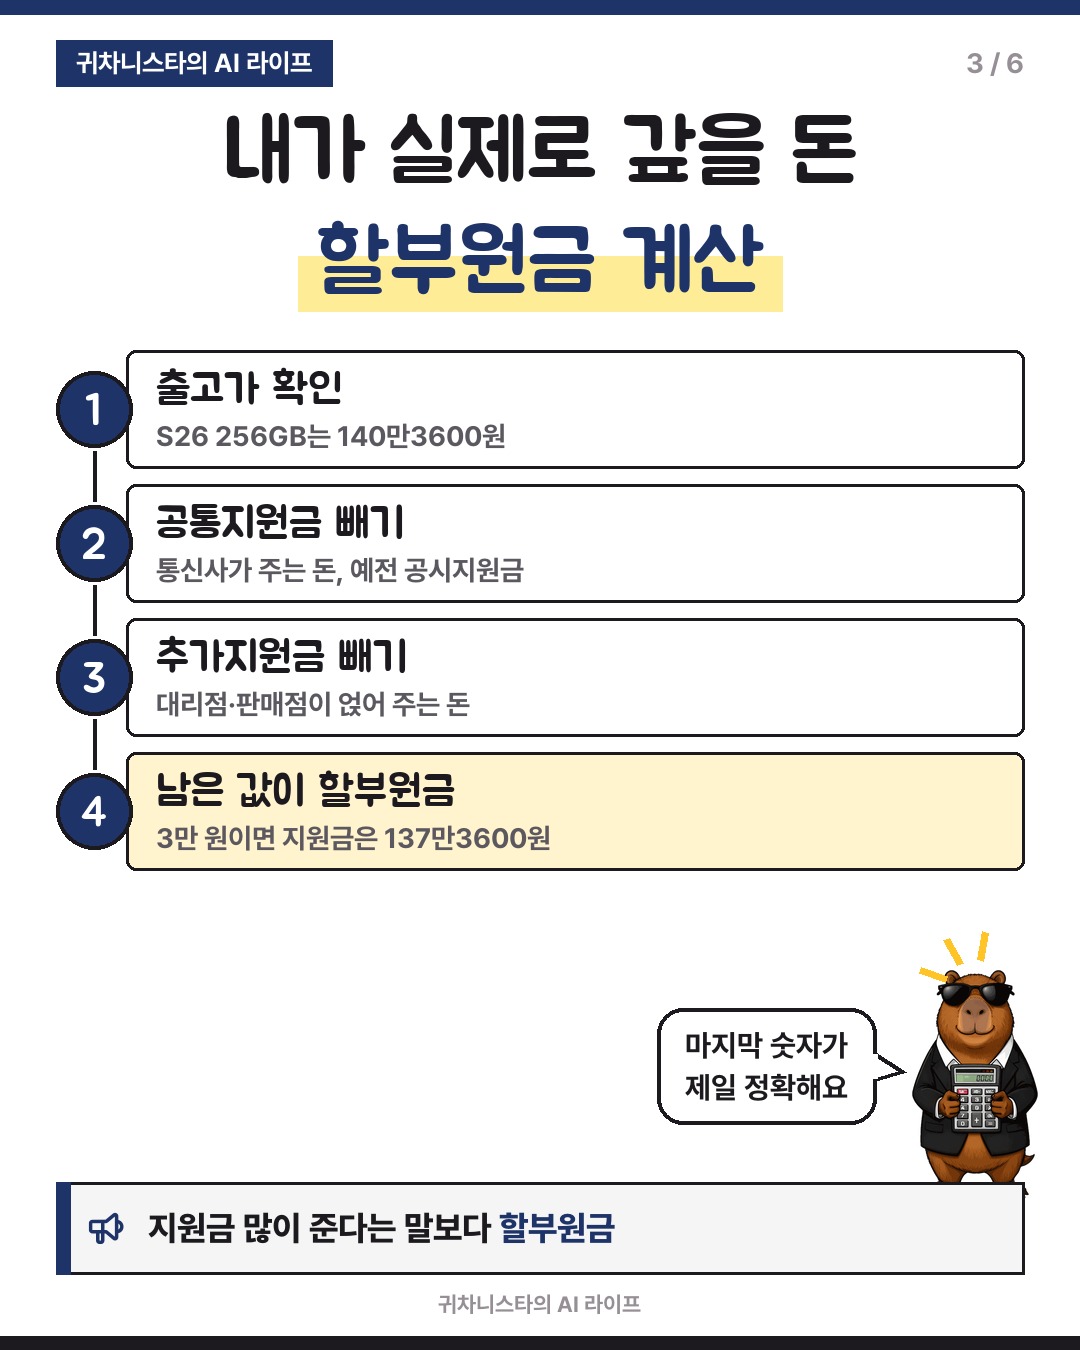 귀차니스타의 AI 라이프
3 / 6
내가 실제로 갚을 돈
할부원금 계산
1
출고가 확인
S26 256GB는 140만3600원
2
공통지원금 빼기
통신사가 주는 돈, 예전 공시지원금
3
추가지원금 빼기
대리점·판매점이 얹어 주는 돈
4
남은 값이 할부원금
3만 원이면 지원금은 137만3600원
마지막 숫자가
제일 정확해요
지원금 많이 준다는 말보다 할부원금
귀차니스타의 AI 라이프